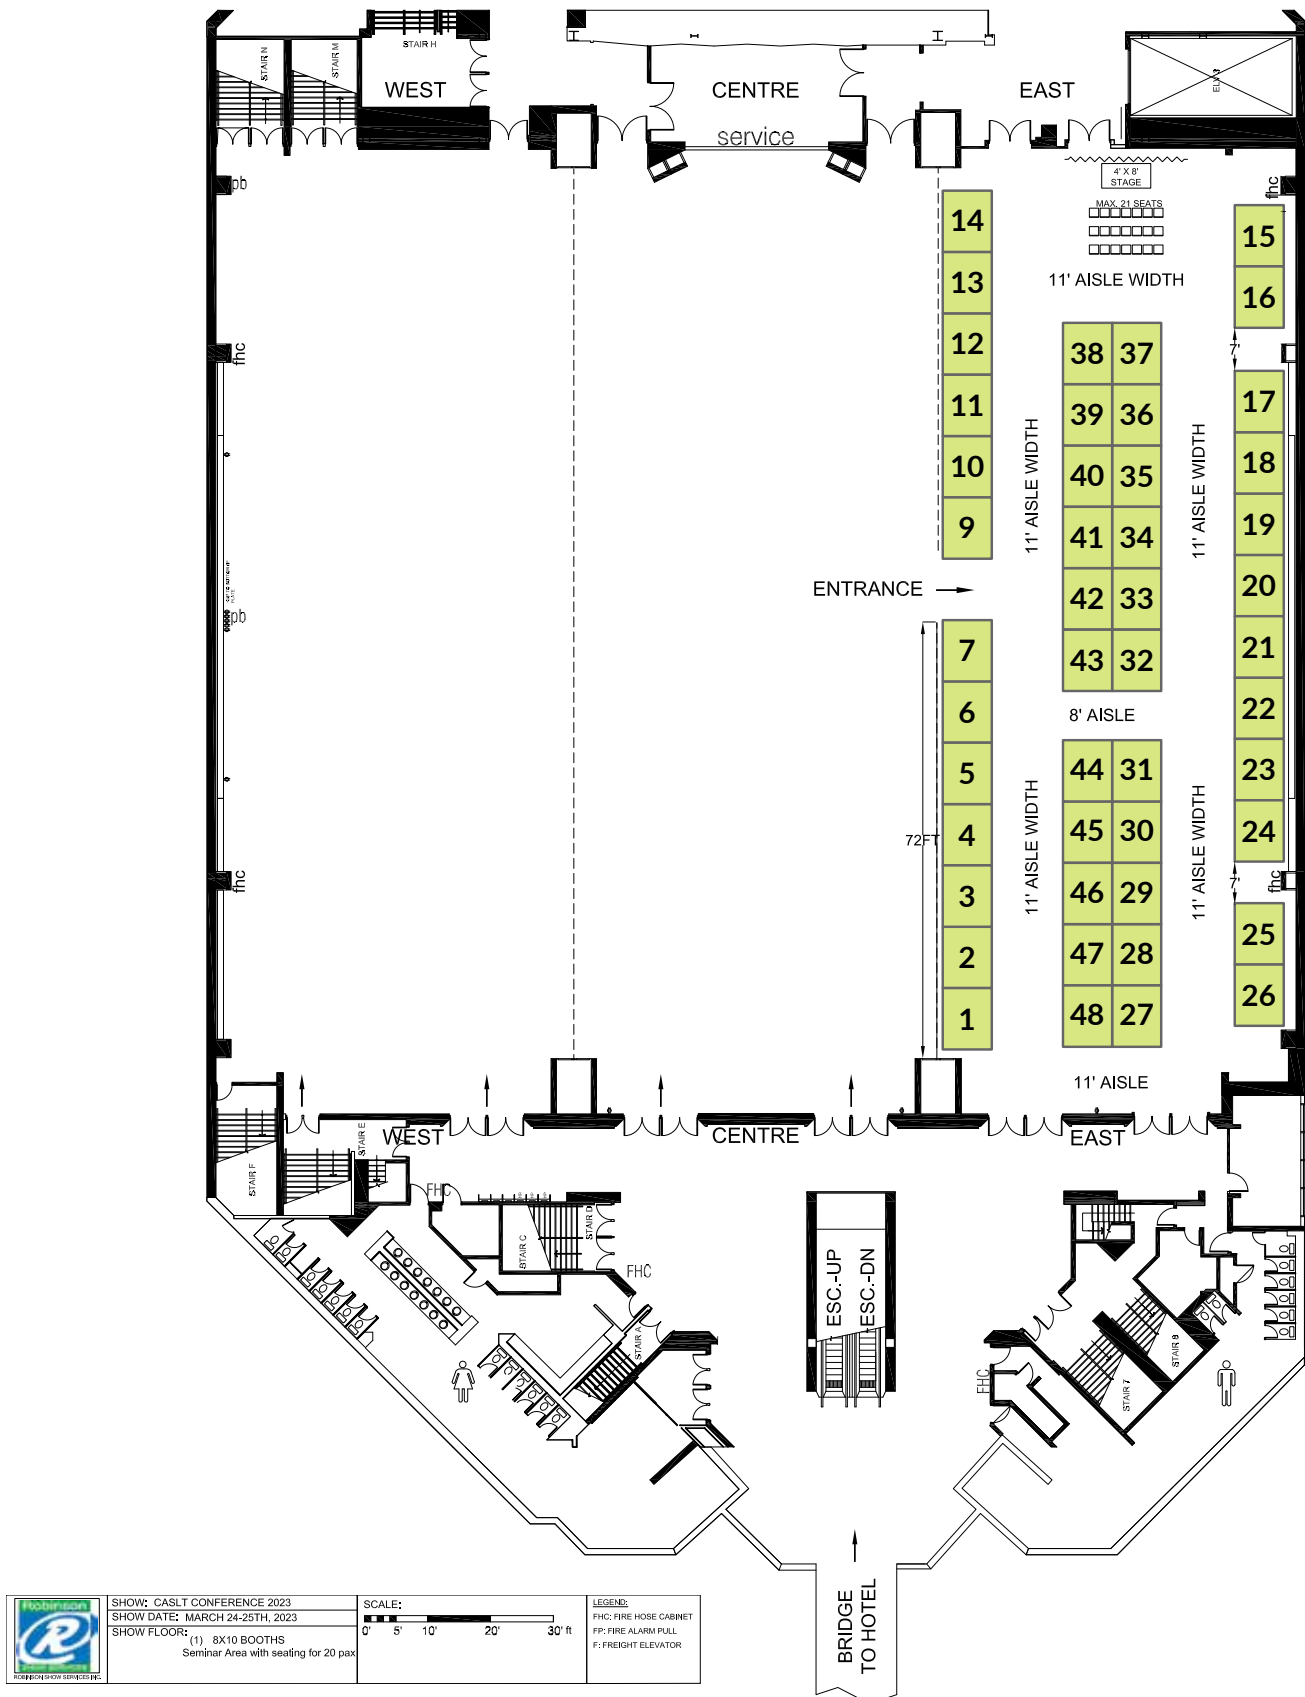 STAIR H
STAIR N
STAIR M
WEST
CENTRE
EAST
ELV 3
service
pb
4' X 8'
STAGE
fhc
MAX. 21 SEATS
14
15
13
11' AISLE WIDTH
16
12
38 37
7'
fhc
11
39 36
17
10
40 35
18
11' AISLE WIDTH
11' AISLE WIDTH
9
41 34
19
ENTRANCE
42 33
20
pb
7
43 32
21
6
8' AISLE
22
5
44 31
23
72FT
4
45 30
24
11' AISLE WIDTH
11' AISLE WIDTH
fhc
3
46 29
7'
fhc
2
47 28
25
1
48 27
26
11' AISLE
WEST
CENTRE
EAST
STAIR E
STAIR F
FHC
STAIR D
STAIR C
FHC
ESC.-UP
ESC.-DN
STAIR A
STAIR 8
STAIR 7
FHC
BRIDGE
TO HOTEL
Robinson
R
SHOW SERVICES
ROBINSON SHOW SERVICES INC.
SHOW: CASLT CONFERENCE 2023
SHOW DATE: MARCH 24-25TH, 2023
SHOW FLOOR: (1) 8X10 BOOTHS
Seminar Area with seating for 20 pax
SCALE:
0' 5' 10' 20' 30' ft
LEGEND:
FHC: FIRE HOSE CABINET
FP: FIRE ALARM PULL
F: FREIGHT ELEVATOR